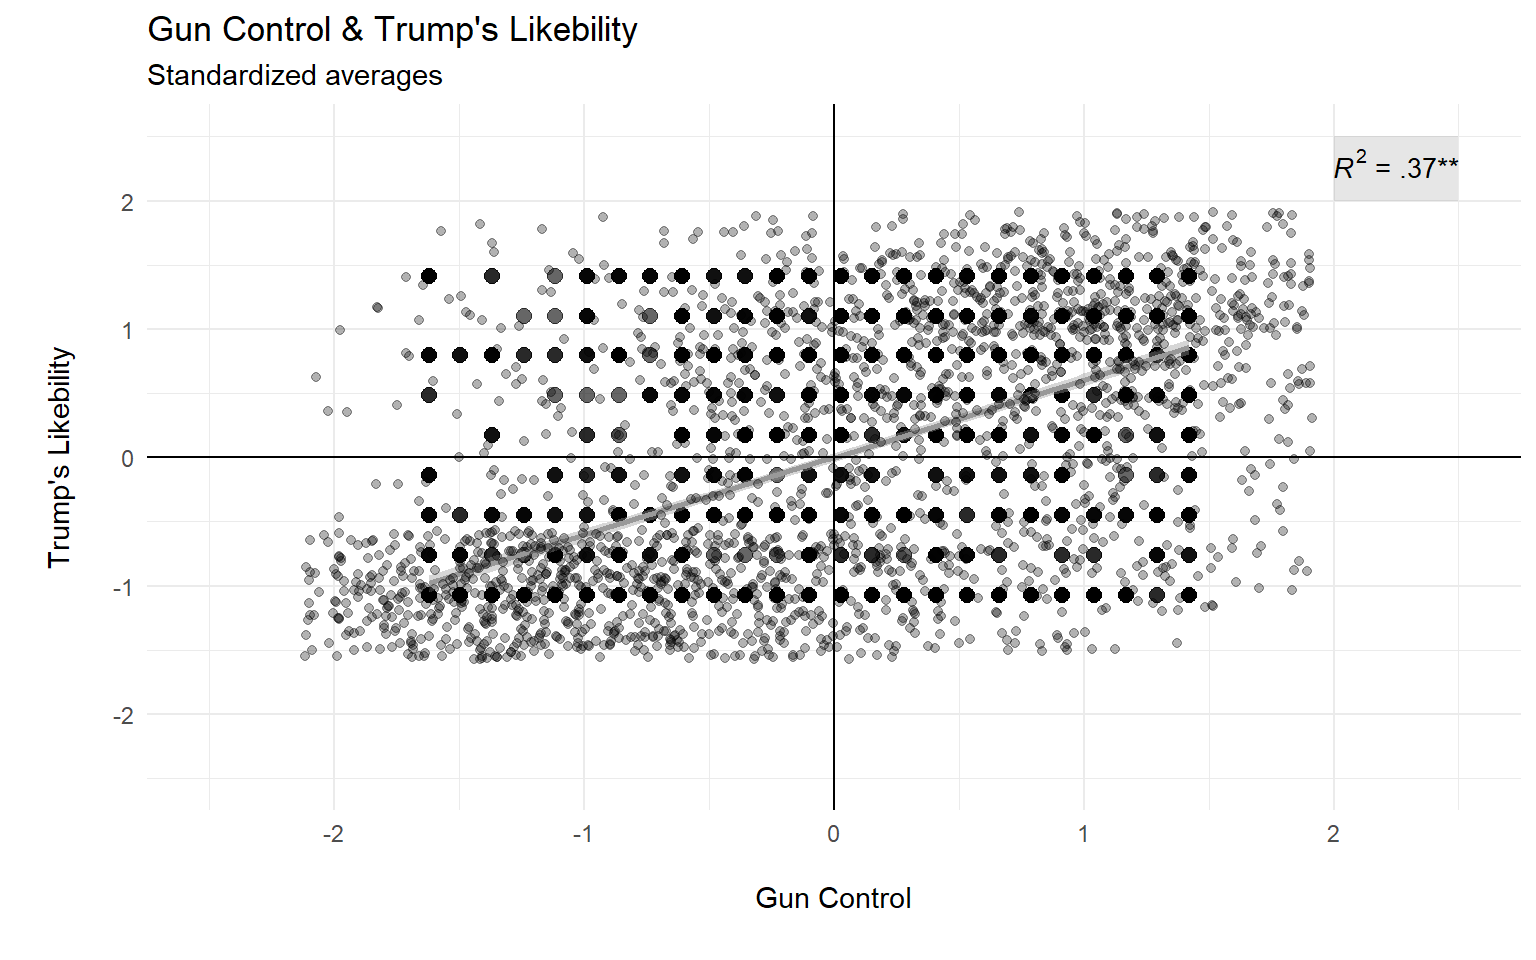 Gun Control & Trump's Likebility
Standardized averages
R² = .37**
Trump's Likebility
2
1
0
-1
-2
-2
-1
0
1
2
Gun Control